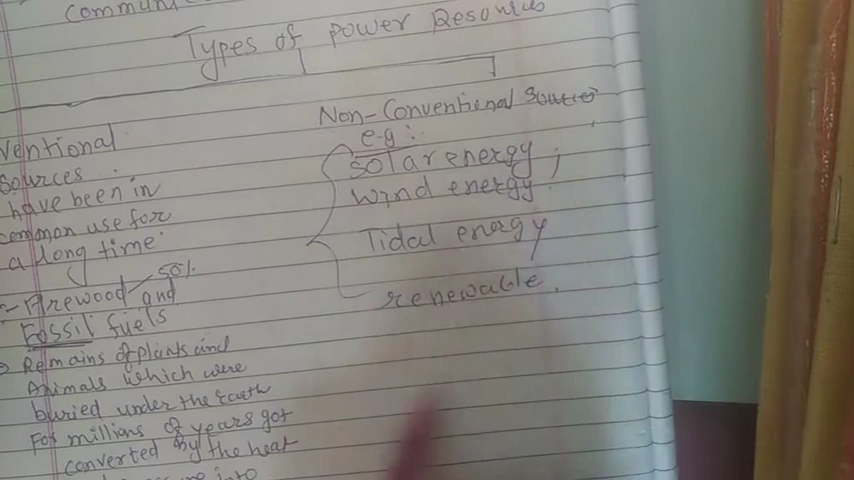 Types of power Resources
Non-Conventional Sources
e.g:
solar energy,
wind energy.
Tidal energy
renewable.
ventional
sources
have been in
common use for
a long time.
Firewood 50%
and
Fossil fuels
Remains of plants and
Animals which were
buried under the Earth
For millions of years got
converted by the heat
into